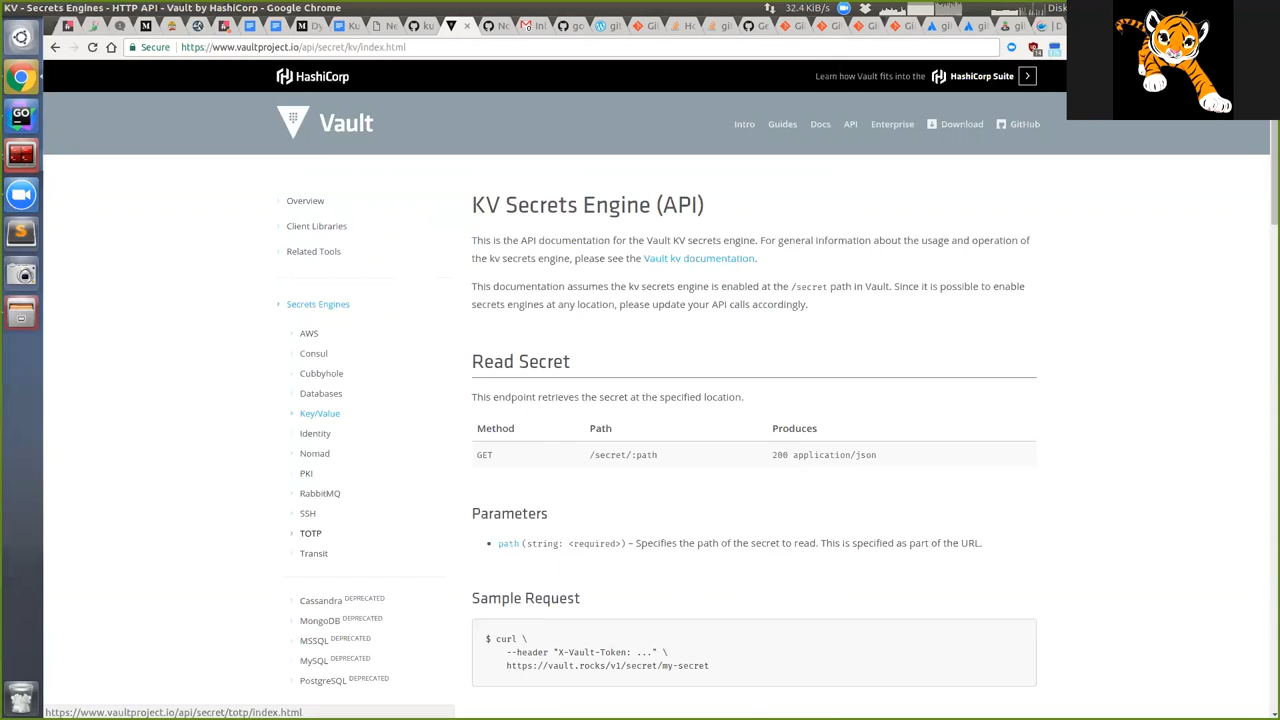 KV - Secrets Engines - HTTP API - Vault by HashiCorp - Google Chrome
32.4 KiB/s
Disk
Secure
https://www.vaultproject.io/api/secret/kv/index.html
HashiCorp
Learn how Vault fits into the
HashiCorp Suite
Vault
Intro
Guides
Docs
API
Enterprise
Download
GitHub
Overview
Client Libraries
Related Tools
Secrets Engines
AWS
Consul
Cubbyhole
Databases
Key/Value
Identity
Nomad
PKI
RabbitMQ
SSH
TOTP
Transit
Cassandra DEPRECATED
MongoDB DEPRECATED
MSSQL DEPRECATED
MySQL DEPRECATED
PostgreSQL DEPRECATED
KV Secrets Engine (API)
This is the API documentation for the Vault KV secrets engine. For general information about the usage and operation of
the kv secrets engine, please see the Vault kv documentation.
This documentation assumes the kv secrets engine is enabled at the /secret path in Vault. Since it is possible to enable
secrets engines at any location, please update your API calls accordingly.
Read Secret
This endpoint retrieves the secret at the specified location.
Method Path Produces
GET /secret/:path 200 application/json
Parameters
path (string: <required>) – Specifies the path of the secret to read. This is specified as part of the URL.
Sample Request
$ curl \
--header "X-Vault-Token: ..." \
https://vault.rocks/v1/secret/my-secret
https://www.vaultproject.io/api/secret/totp/index.html